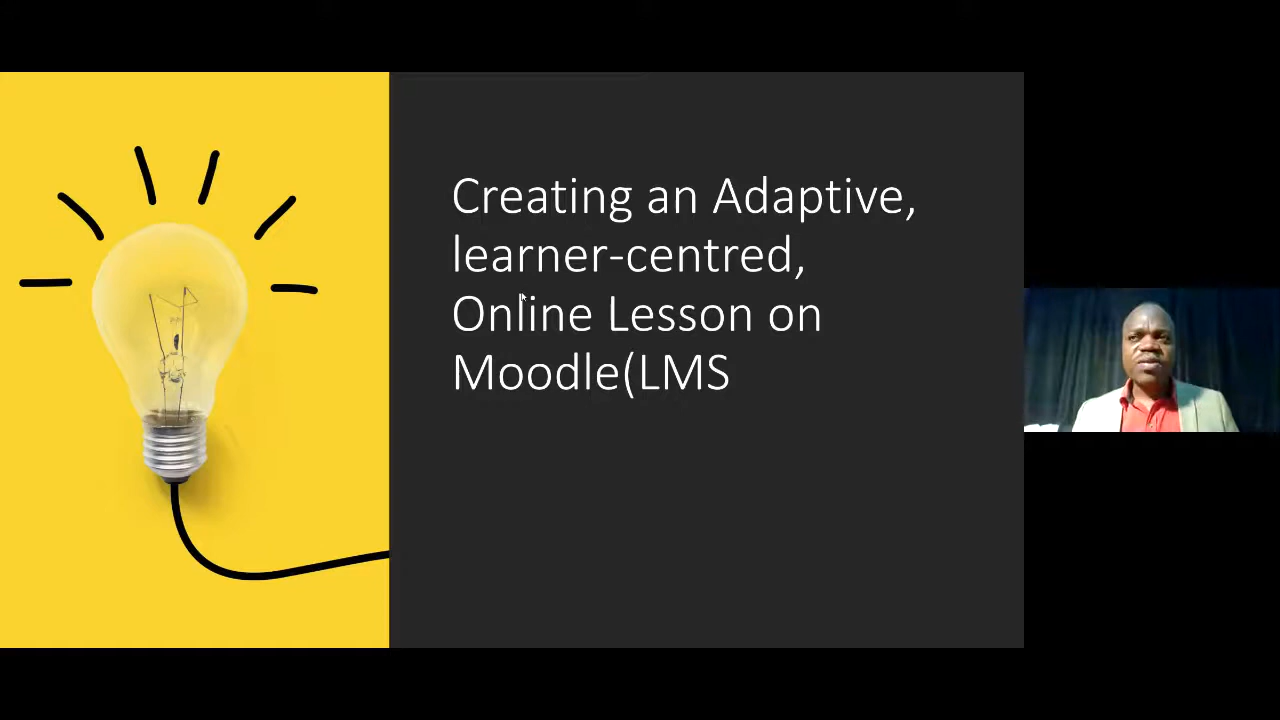 Creating an Adaptive,
learner-centred,
Online Lesson on
Moodle(LMS